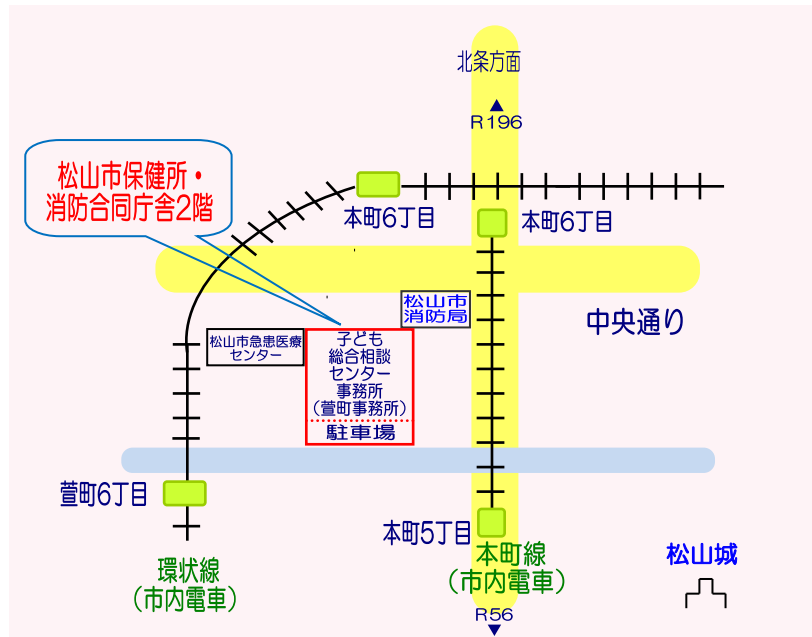 北条方面
R196
松山市保健所・
消防合同庁舎2階
本町6丁目
本町6丁目
松山市
消防局
中央通り
松山市急患医療
センター
子ども
総合相談
センター
事務所
（萱町事務所）
駐車場
萱町6丁目
本町5丁目
環状線
（市内電車）
本町線
（市内電車）
松山城
R56